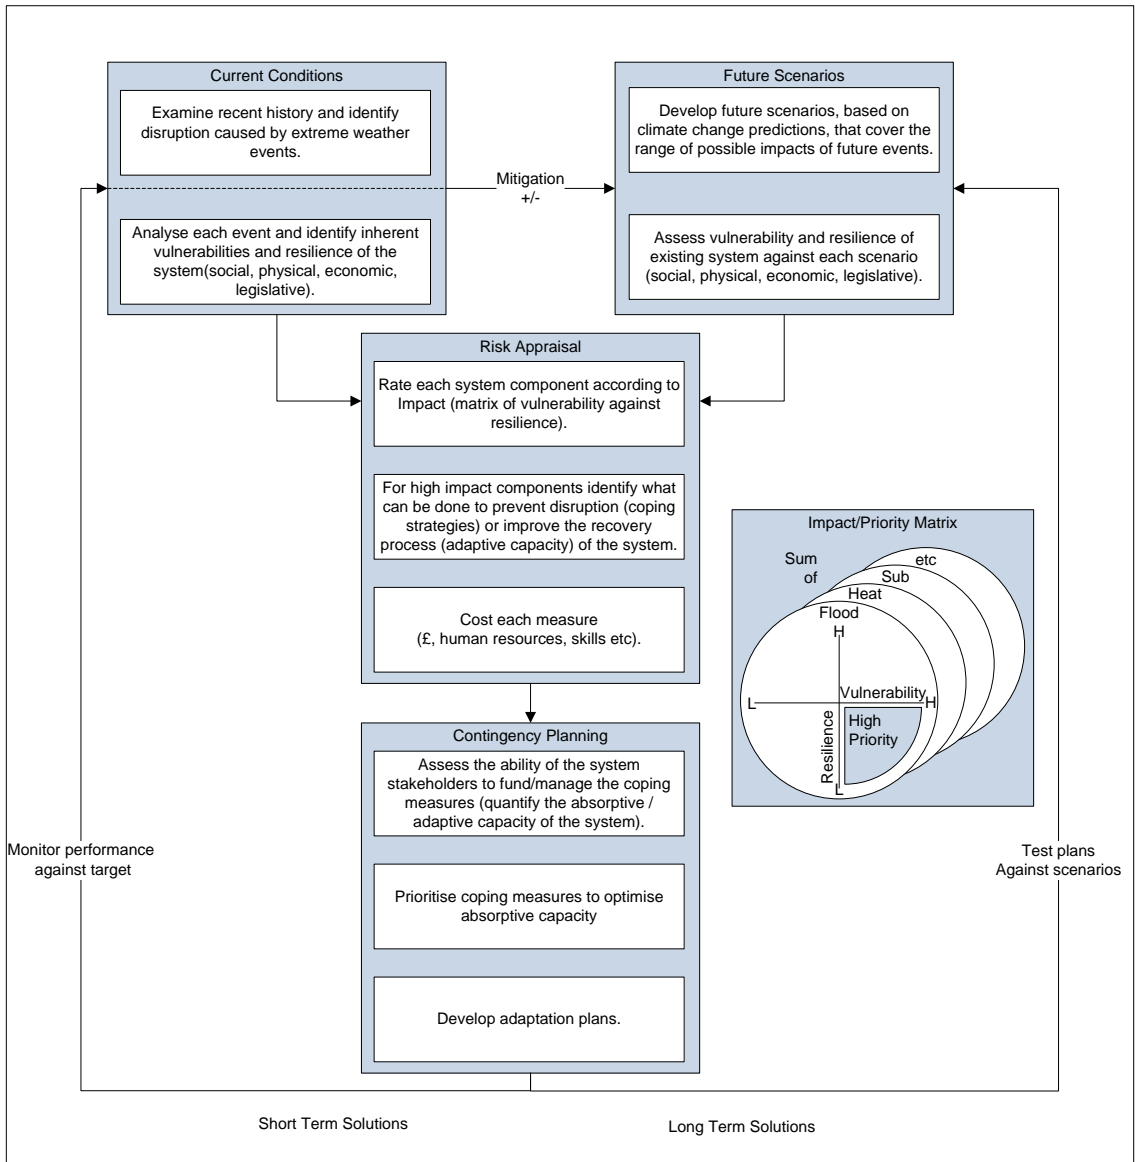 Current Conditions
Examine recent history and identify
disruption caused by extreme weather
events.
Analyse each event and identify inherent
vulnerabilities and resilience of the
system(social, physical, economic,
legislative).
Mitigation
+/-
Future Scenarios
Develop future scenarios, based on
climate change predictions, that cover the
range of possible impacts of future events.
Assess vulnerability and resilience of
existing system against each scenario
(social, physical, economic, legislative).
Risk Appraisal
Rate each system component according to
Impact (matrix of vulnerability against
resilience).
For high impact components identify what
can be done to prevent disruption (coping
strategies) or improve the recovery
process (adaptive capacity) of the system.
Cost each measure
(£, human resources, skills etc).
Impact/Priority Matrix
Sum
of
etc
Sub
Heat
Flood
H
Vulnerability
L
H
Resilience
High
Priority
L
Contingency Planning
Assess the ability of the system
stakeholders to fund/manage the coping
measures (quantify the absorptive /
adaptive capacity of the system).
Prioritise coping measures to optimise
absorptive capacity
Develop adaptation plans.
Monitor performance
against target
Test plans
Against scenarios
Short Term Solutions
Long Term Solutions